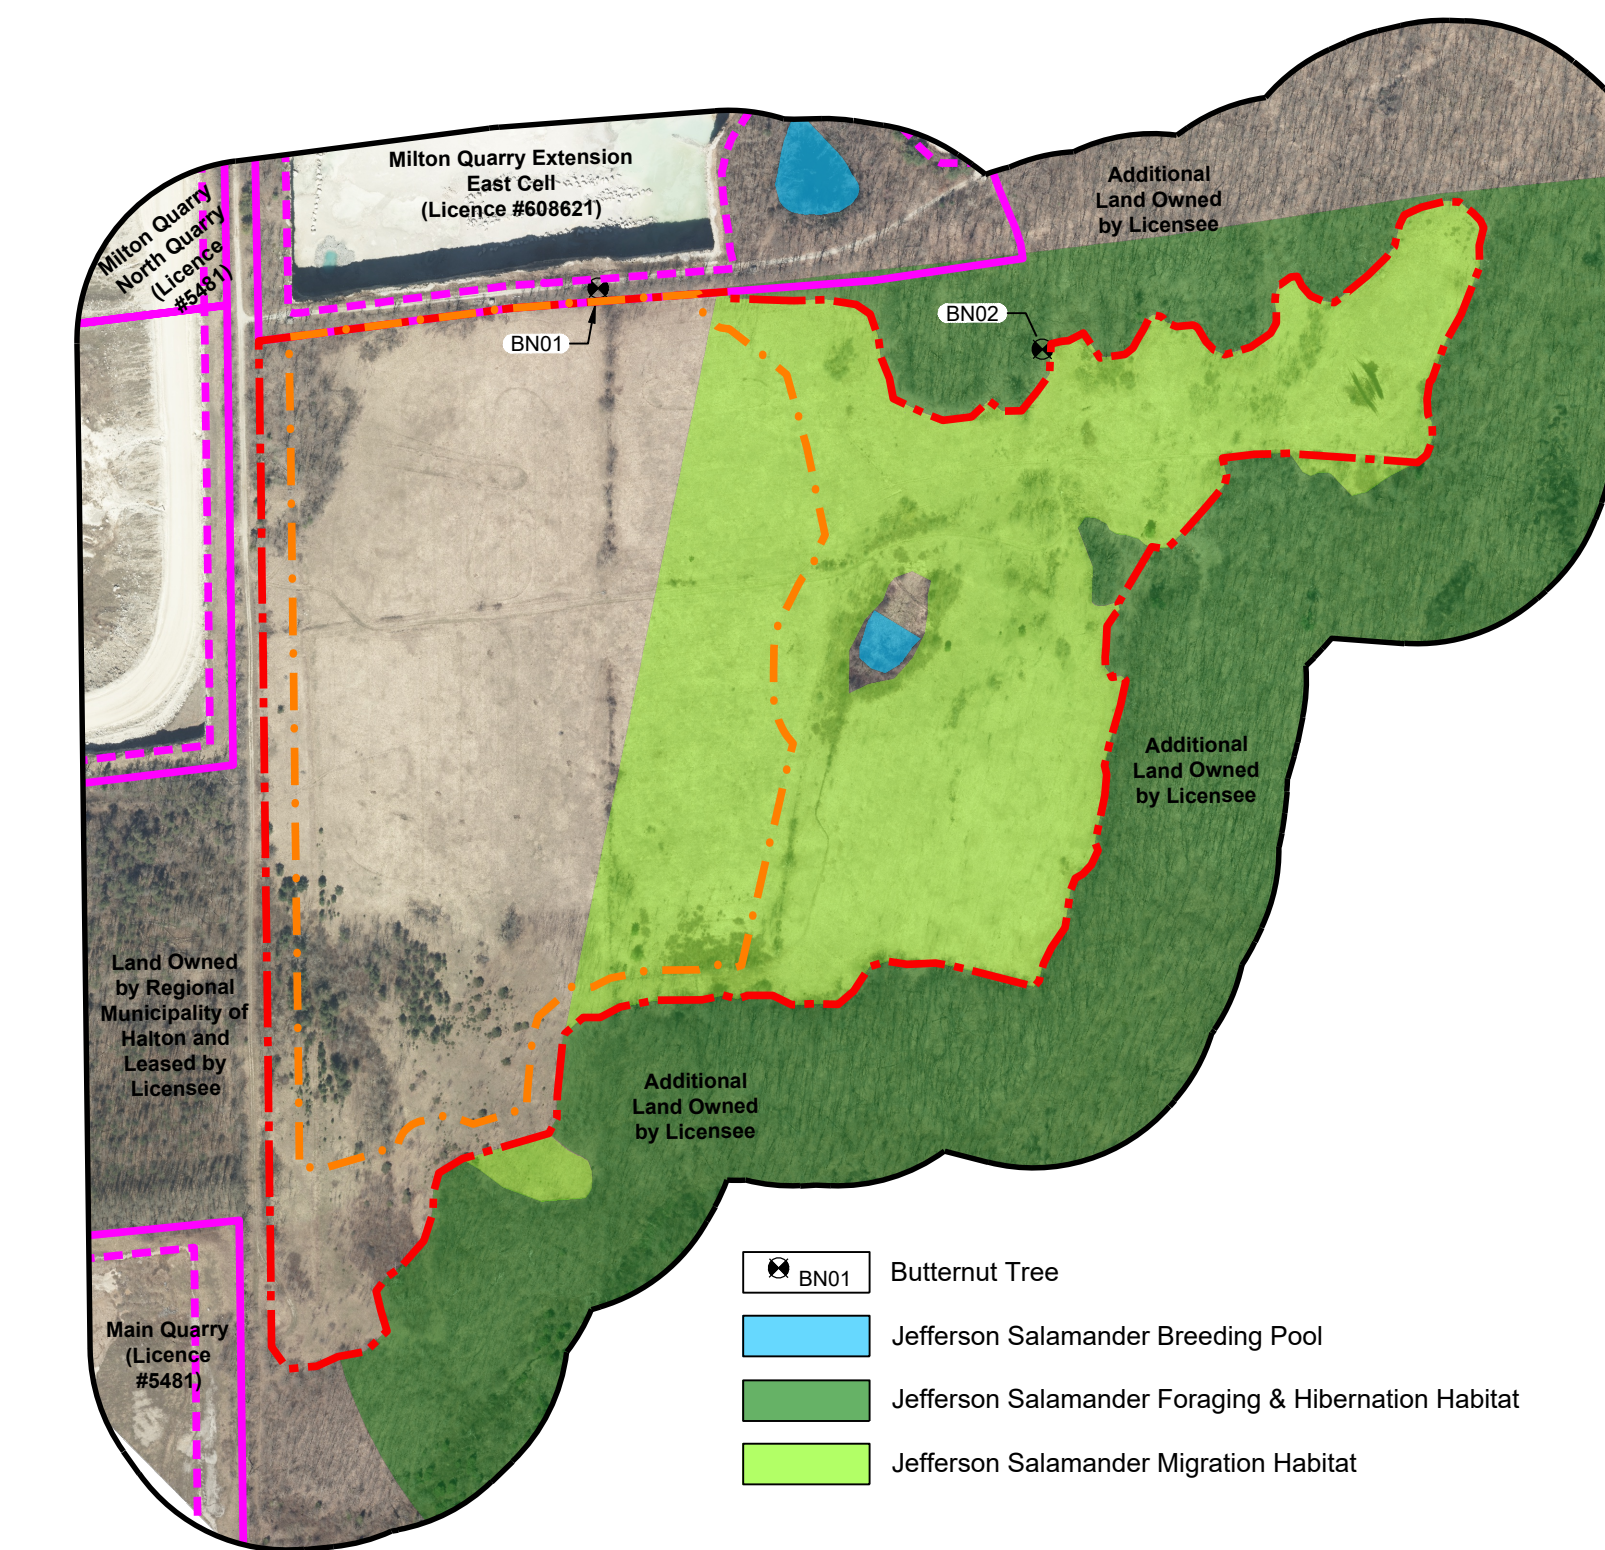 Milton Quarry Extension
East Cell
(Licence #608621)
Additional
Land Owned
by Licensee
Milton Quarry
North Quarry
(Licence
#5481)
BN01
BN02
Additional
Land Owned
by Licensee
Land Owned
by Regional
Municipality of
Halton and
Leased by
Licensee
Additional
Land Owned
by Licensee
Main Quarry
(Licence
#5481)
BN01
Butternut Tree
Jefferson Salamander Breeding Pool
Jefferson Salamander Foraging & Hibernation Habitat
Jefferson Salamander Migration Habitat